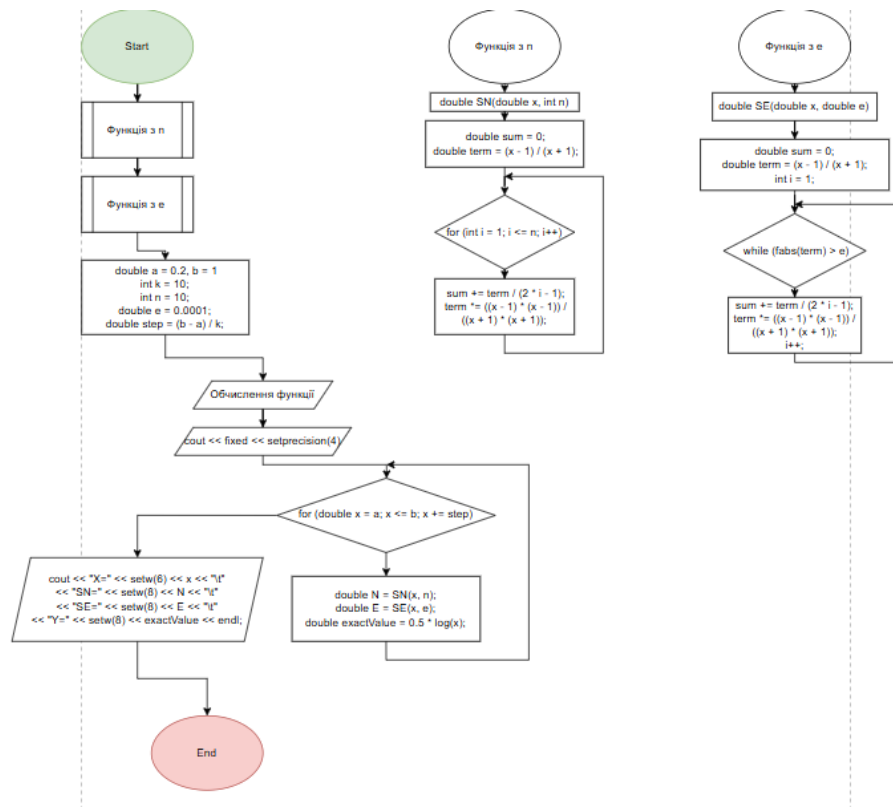 Start
Функція з n
Функція з е
double a = 0.2, b = 1
int k = 10;
int n = 10;
double e = 0.0001;
double step = (b - a) / k;
Обчислення функції
cout << fixed << setprecision(4)
for (double x = a; x <= b; x += step)
cout << "X=" << setw(6) << x << "\t"
<< "SN=" << setw(8) << N << "\t"
<< "SE=" << setw(8) << E << "\t"
<< "Y=" << setw(8) << exactValue << endl;
double N = SN(x, n);
double E = SE(x, e);
double exactValue = 0.5 * log(x);
End
Функція з n
double SN(double x, int n)
double sum = 0;
double term = (x - 1) / (x + 1);
for (int i = 1; i <= n; i++)
sum += term / (2 * i - 1);
term *= ((x - 1) * (x - 1)) /
((x + 1) * (x + 1));
Функція з е
double SE(double x, double e)
double sum = 0;
double term = (x - 1) / (x + 1);
int i = 1;
while (fabs(term) > e)
sum += term / (2 * i - 1);
term *= ((x - 1) * (x - 1)) /
((x + 1) * (x + 1));
i++;